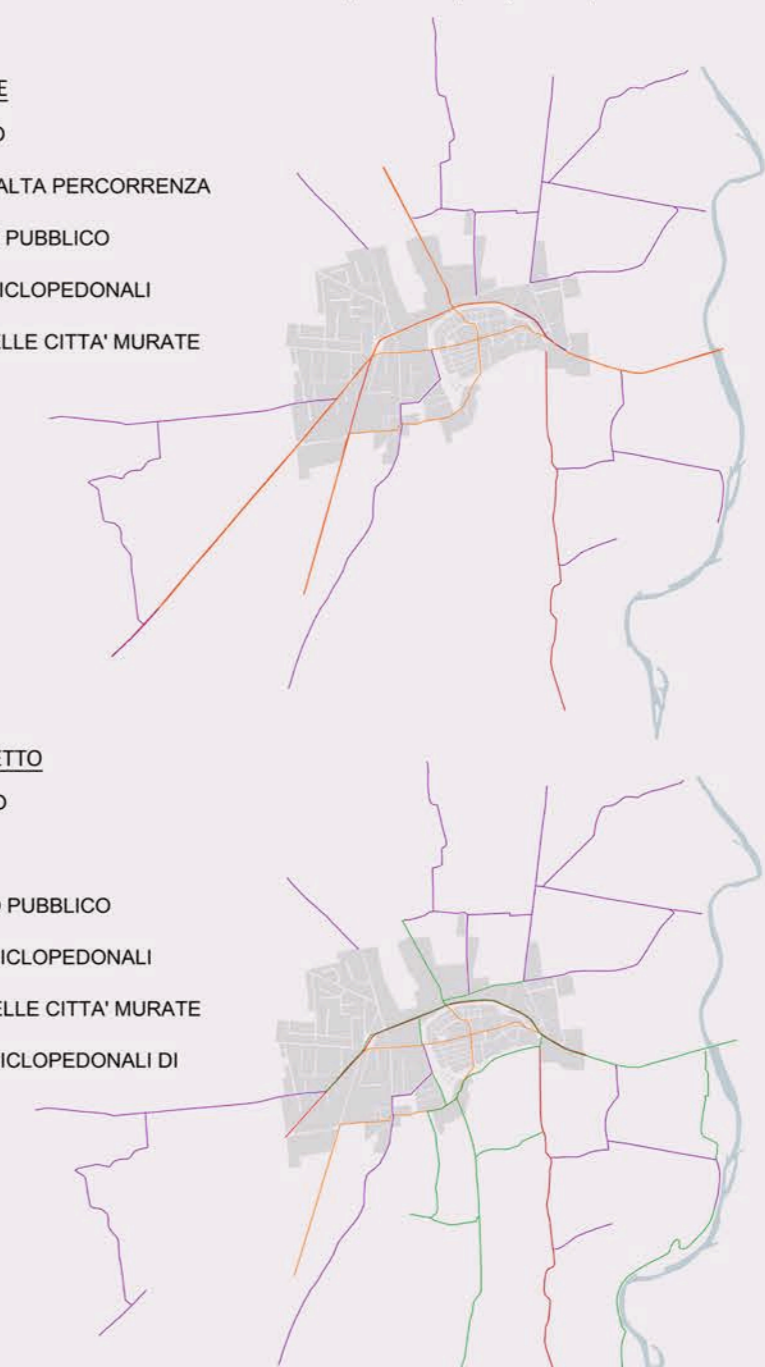 E
O
ALTA PERCORRENZA
PUBBLICO
ICLOPEDONALI
ELLE CITTA' MURATE
ETTO
O
O PUBBLICO
ICLOPEDONALI
ELLE CITTA' MURATE
ICLOPEDONALI DI